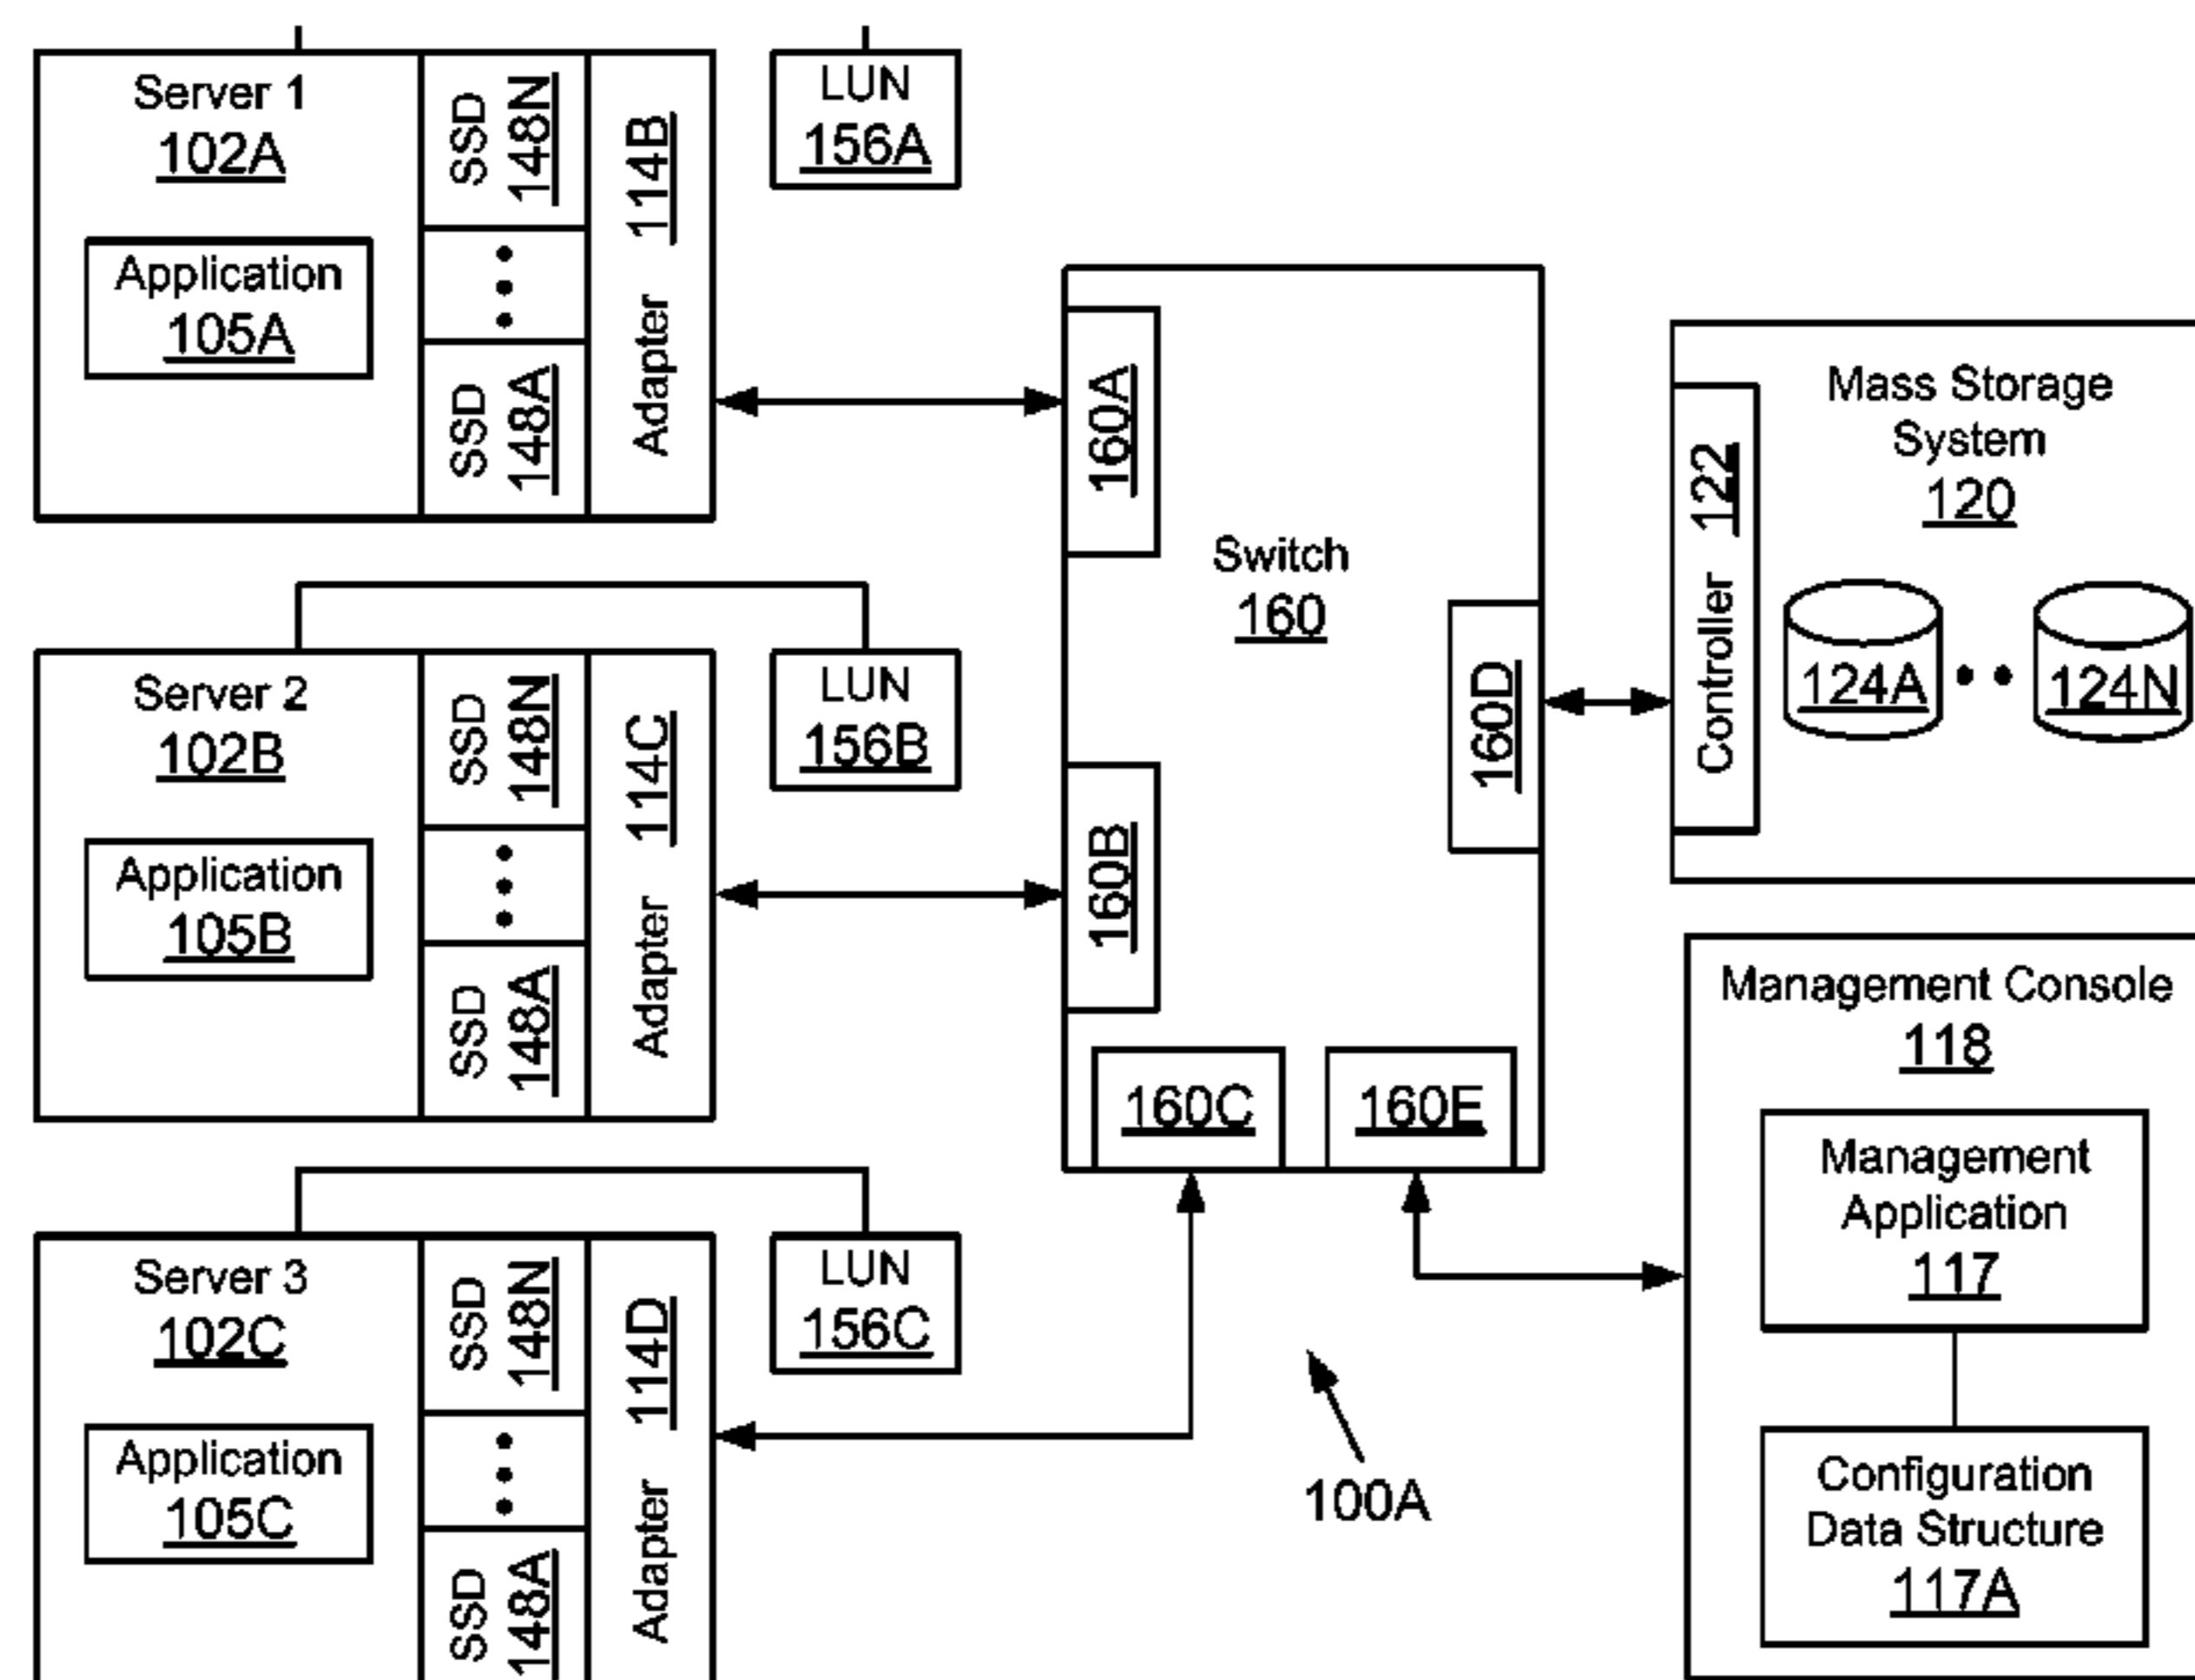 Server 1
102A
Application
105A
SSD
148N
SSD
148A
Adapter 114B
LUN
156A
Server 2
102B
Application
105B
SSD
148N
SSD
148A
Adapter 114C
LUN
156B
Server 3
102C
Application
105C
SSD
148N
SSD
148A
Adapter 114D
LUN
156C
Switch
160
160A
160B
160C
160D
160E
100A
Mass Storage
System
120
Controller 122
124A
124N
Management Console
118
Management
Application
117
Configuration
Data Structure
117A